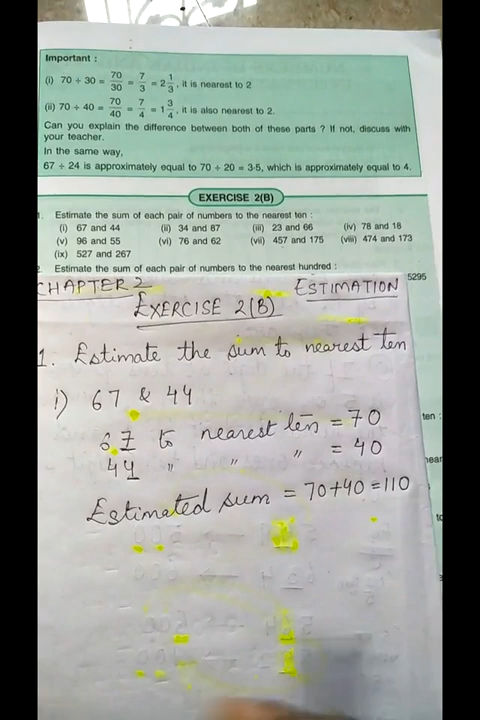 Important :
(i) 70 ÷ 30 = 70/30 = 7/3 = 2 1/3, it is nearest to 2
(ii) 70 ÷ 40 = 70/40 = 7/4 = 1 3/4, it is also nearest to 2.
Can you explain the difference between both of these parts ? If not, discuss with
your teacher.
In the same way,
67 ÷ 24 is approximately equal to 70 ÷ 20 = 3·5, which is approximately equal to 4.
EXERCISE 2(B)
1. Estimate the sum of each pair of numbers to the nearest ten :
(i) 67 and 44 (ii) 34 and 87 (iii) 23 and 66 (iv) 78 and 18
(v) 96 and 55 (vi) 76 and 62 (vii) 457 and 175 (viii) 474 and 173
(ix) 527 and 267
2. Estimate the sum of each pair of numbers to the nearest hundred :
5295
CHAPTER 2 ESTIMATION
EXERCISE 2(B)
1. Estimate the sum to nearest ten
i) 67 & 44
67 to nearest ten = 70
44 " " " = 40
ten :
Estimated sum = 70+40 = 110